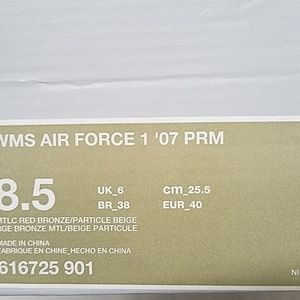 WMS AIR FORCE 1 '07 PRM
8.5
UK_6
cm_25.5
BR_38
EUR_40
MTLC RED BRONZE/PARTICLE BEIGE
BRONZE MTL/BEIGE PARTICULE
MADE IN CHINA
FABRIQUE EN CHINE_HECHO EN CHINA
616725 901
NI